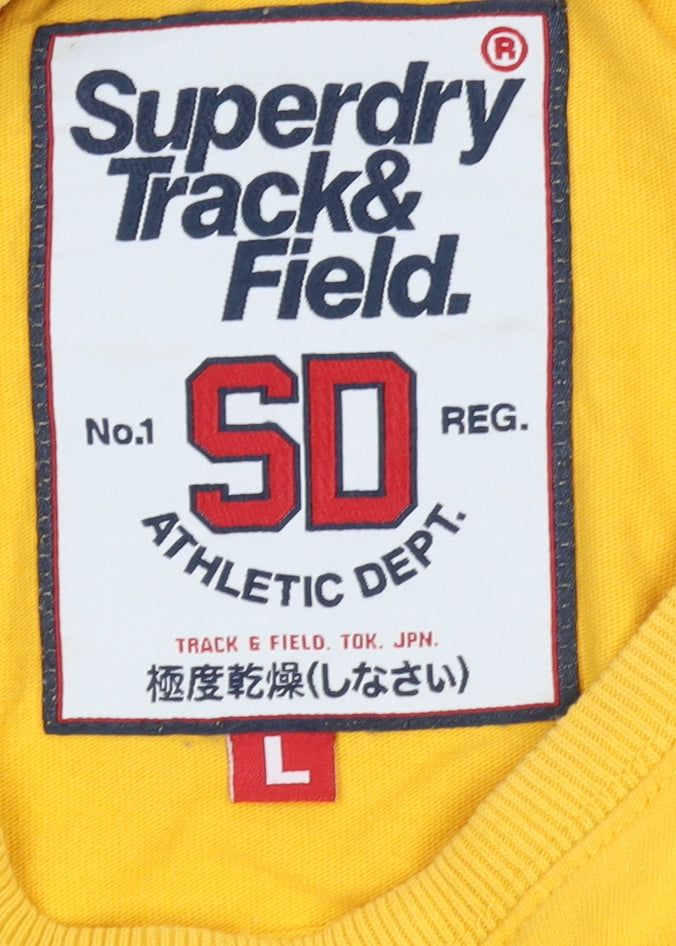 ®
Superdry
Track&
Field.
No.1 SD REG.
ATHLETIC DEPT.
TRACK & FIELD. TOK. JPN.
極度乾燥(しなさい)
L